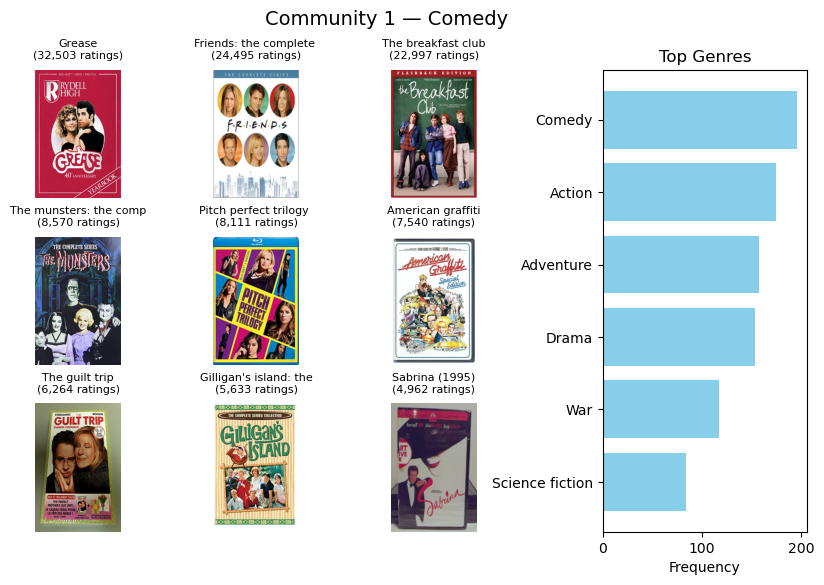 Community 1 — Comedy
Grease
(32,503 ratings)
Friends: the complete
(24,495 ratings)
The breakfast club
(22,997 ratings)
RYDELL
HIGH
GREASE
YEARBOOK
THE COMPLETE SERIES
F·R·I·E·N·D·S
FLASHBACK EDITION
the Breakfast
Club
The munsters: the comp
(8,570 ratings)
Pitch perfect trilogy
(8,111 ratings)
American graffiti
(7,540 ratings)
THE COMPLETE SERIES
THE MUNSTERS
PITCH
PERFECT
TRILOGY
American
Graffiti
Special
Edition
The guilt trip
(6,264 ratings)
Gilligan's island: the
(5,633 ratings)
Sabrina (1995)
(4,962 ratings)
GUILT TRIP
THE COMPLETE SERIES COLLECTION
GILLIGAN'S
ISLAND
Sabrina
Top Genres
Comedy
Action
Adventure
Drama
War
Science fiction
0
100
200
Frequency